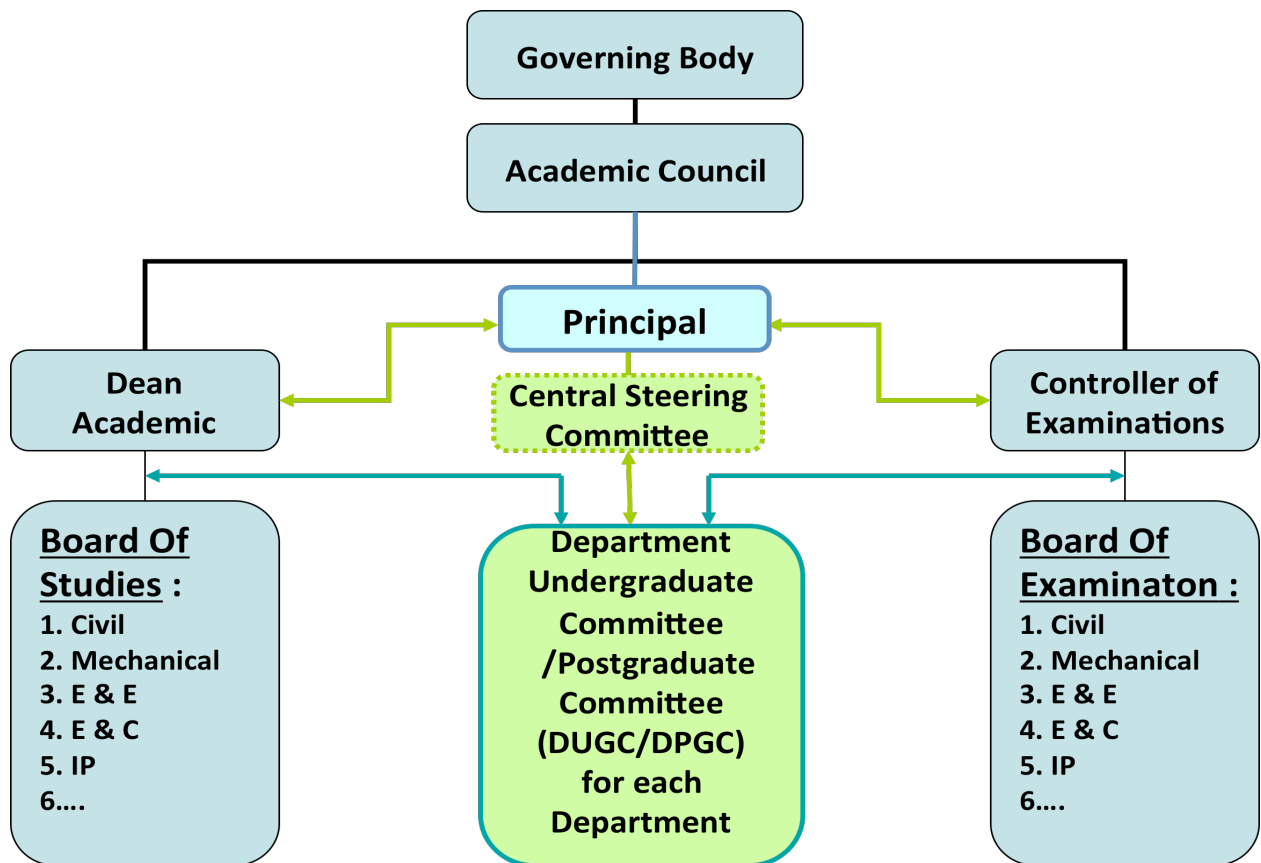 Governing Body
Academic Council
Principal
Dean
Academic
Central Steering
Committee
Controller of
Examinations
Board Of
Studies :
1. Civil
2. Mechanical
3. E & E
4. E & C
5. IP
6....
Department
Undergraduate
Committee
/Postgraduate
Committee
(DUGC/DPGC)
for each
Department
Board Of
Examinaton :
1. Civil
2. Mechanical
3. E & E
4. E & C
5. IP
6....